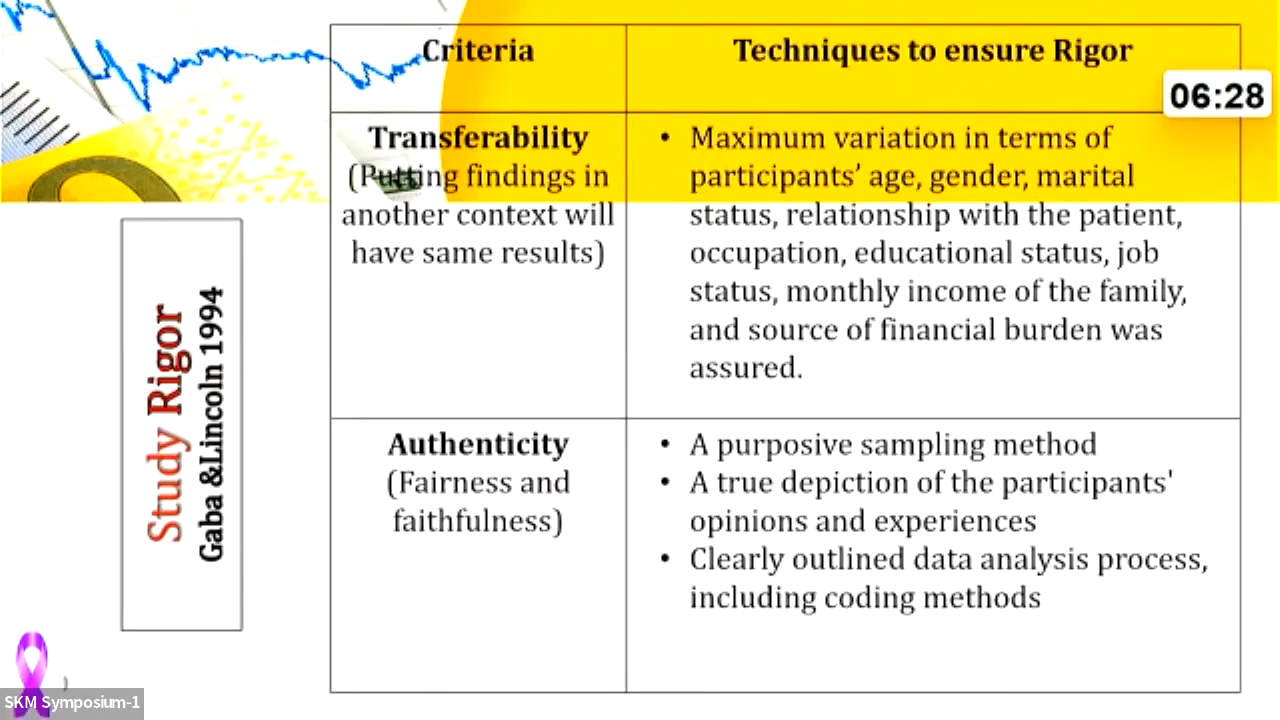 Criteria
Techniques to ensure Rigor
06:28
Transferability
(Putting findings in
another context will
have same results)
• Maximum variation in terms of
participants’ age, gender, marital
status, relationship with the patient,
occupation, educational status, job
status, monthly income of the family,
and source of financial burden was
assured.
Authenticity
(Fairness and
faithfulness)
• A purposive sampling method
• A true depiction of the participants'
opinions and experiences
• Clearly outlined data analysis process,
including coding methods
Study Rigor
Gaba &Lincoln 1994
SKM Symposium-1